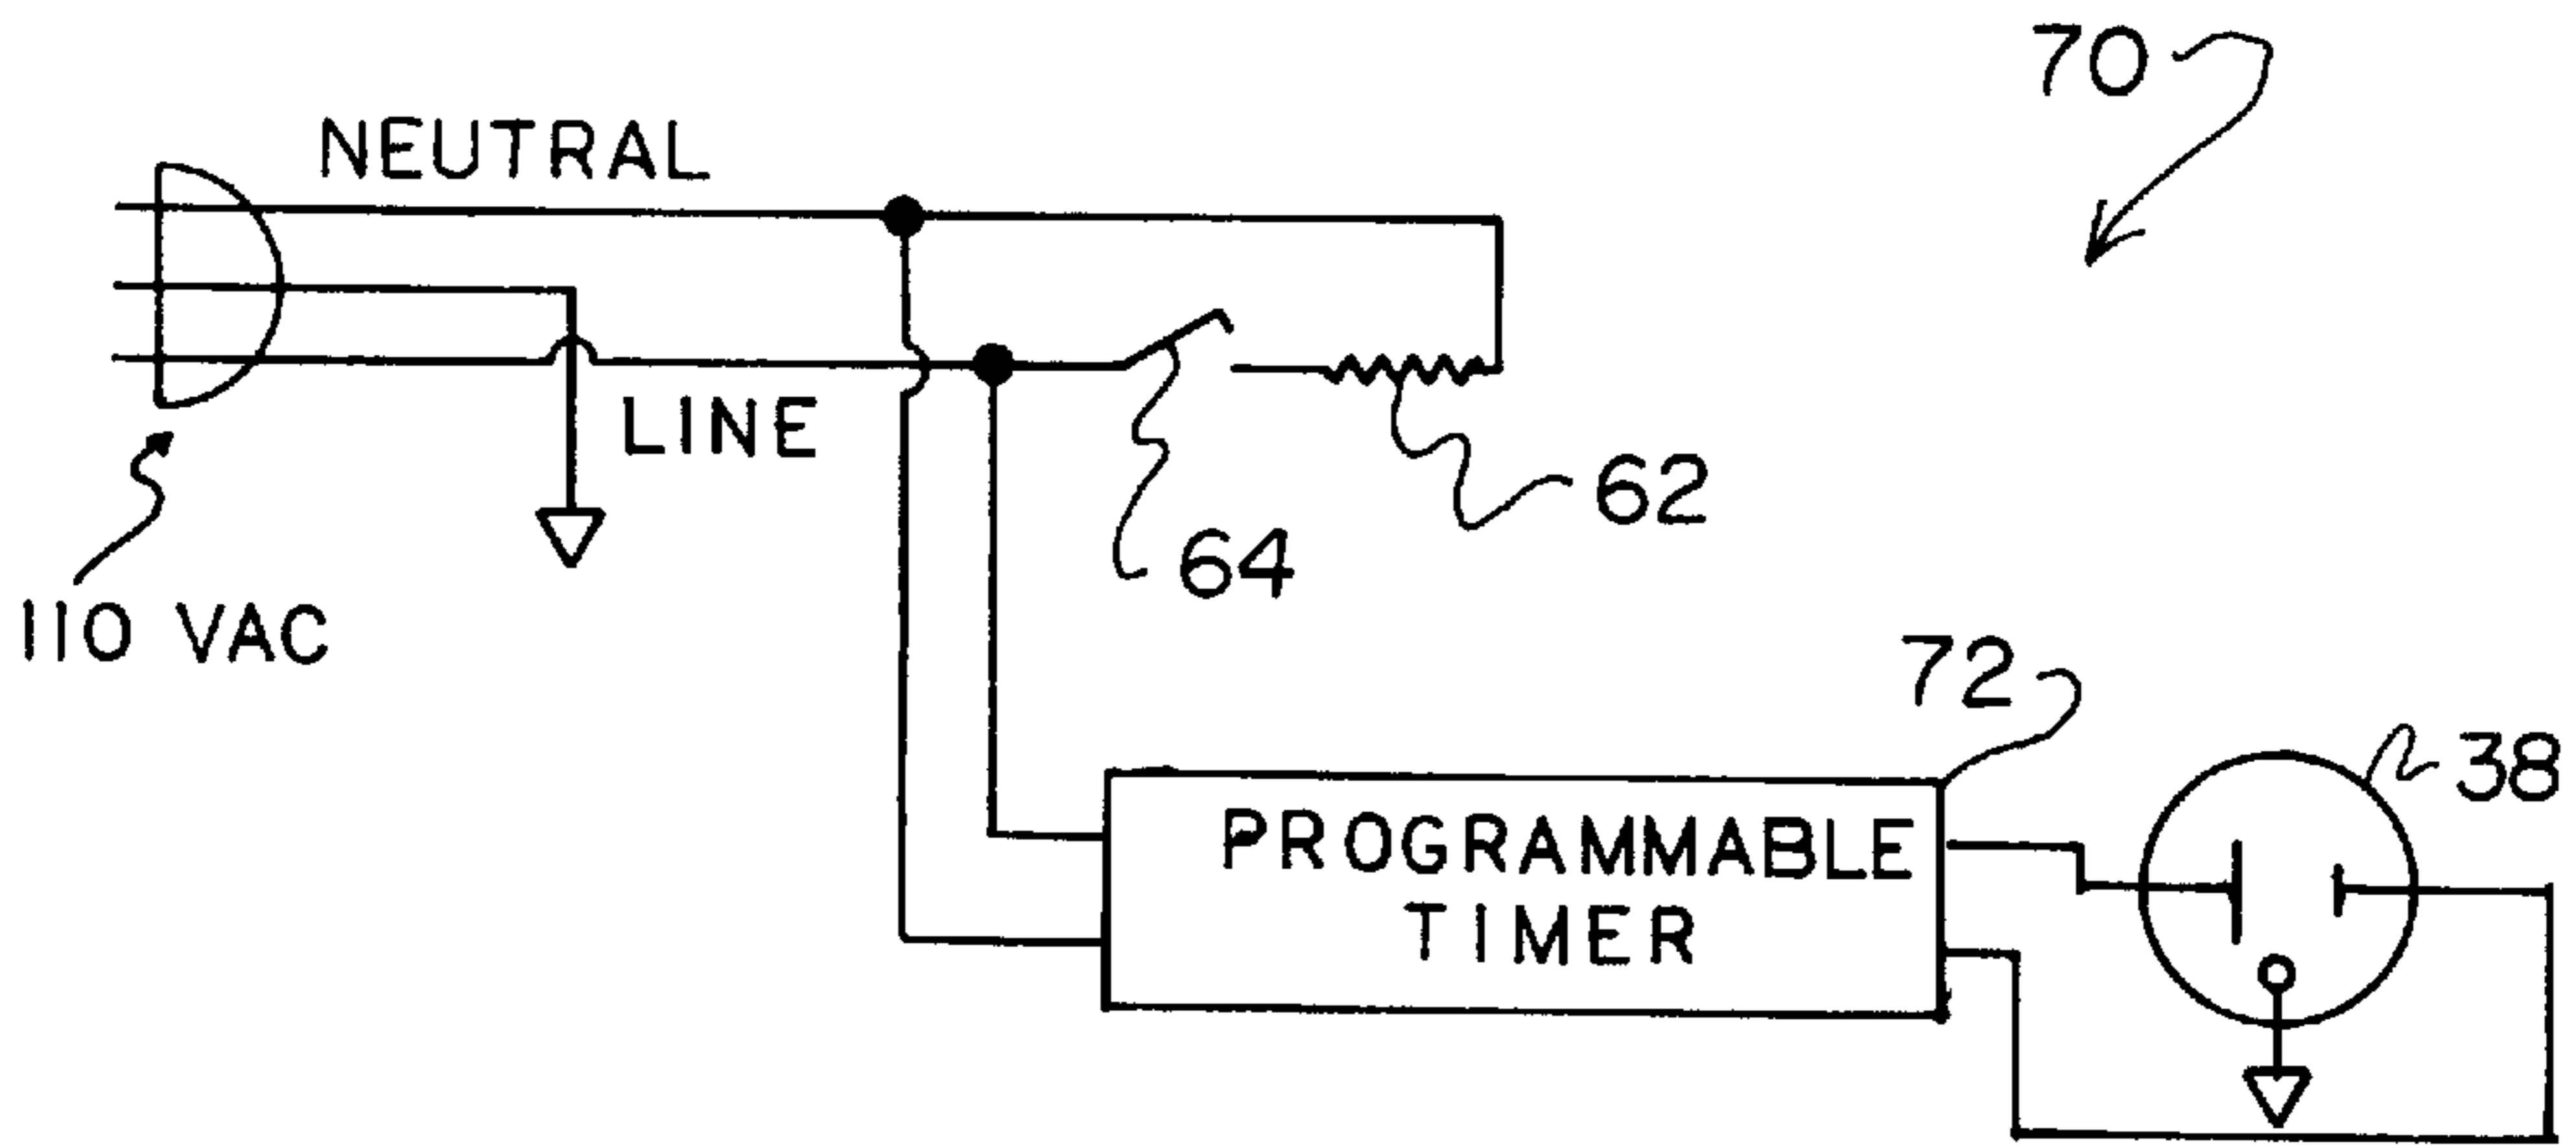 70
NEUTRAL
LINE
62
64
110 VAC
72
38
PROGRAMMABLE
TIMER